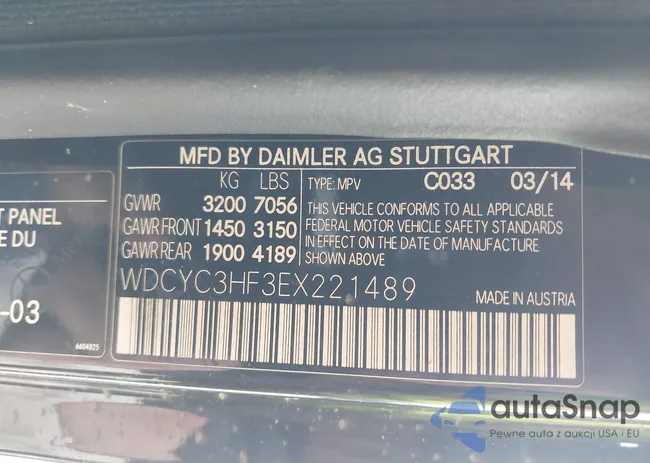 MFD BY DAIMLER AG STUTTGART
KG LBS
TYPE: MPV C033 03/14
GVWR 3200 7056
GAWR FRONT 1450 3150
GAWR REAR 1900 4189
THIS VEHICLE CONFORMS TO ALL APPLICABLE
FEDERAL MOTOR VEHICLE SAFETY STANDARDS
IN EFFECT ON THE DATE OF MANUFACTURE
SHOWN ABOVE
WDCYC3HF3EX221489
MADE IN AUSTRIA
T PANEL
E DU
-03
6604825
autaSnap
Pewne auta z aukcji USA i EU